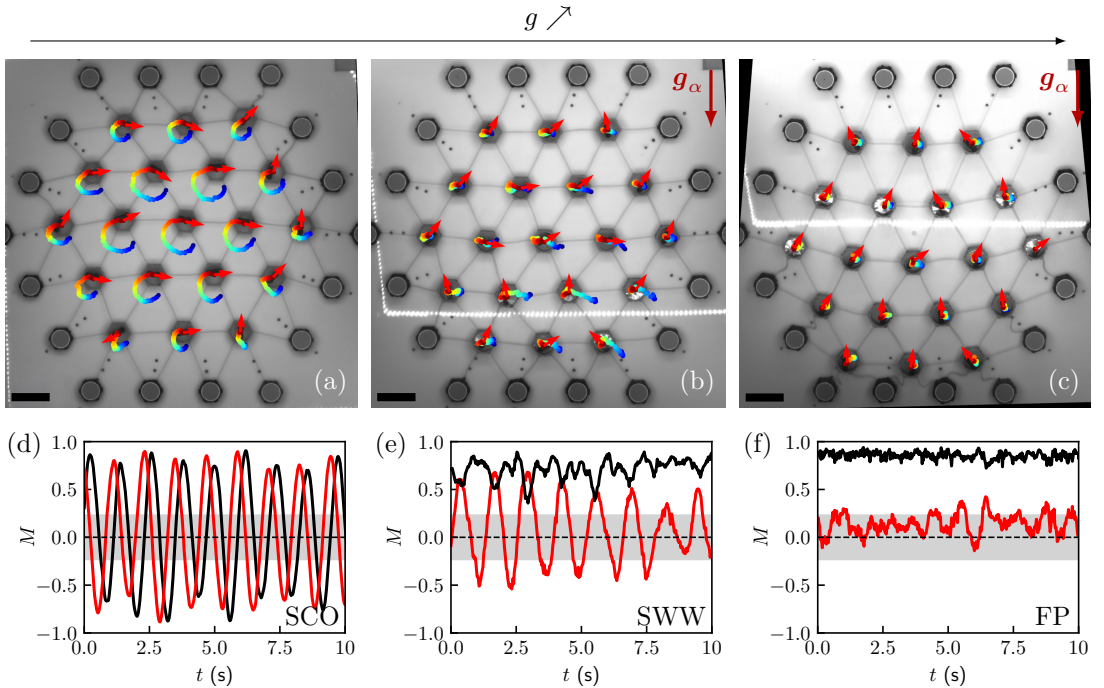 g ↗
g_α g_α
(a) (b) (c)
(d) (e) (f)
1.0 1.0 1.0
0.5 0.5 0.5
M 0.0 M 0.0 M 0.0
−0.5 −0.5 −0.5
SCO SWW FP
−1.0 −1.0 −1.0
0.0 2.5 5.0 7.5 10 0.0 2.5 5.0 7.5 10 0.0 2.5 5.0 7.5 10
t (s) t (s) t (s)